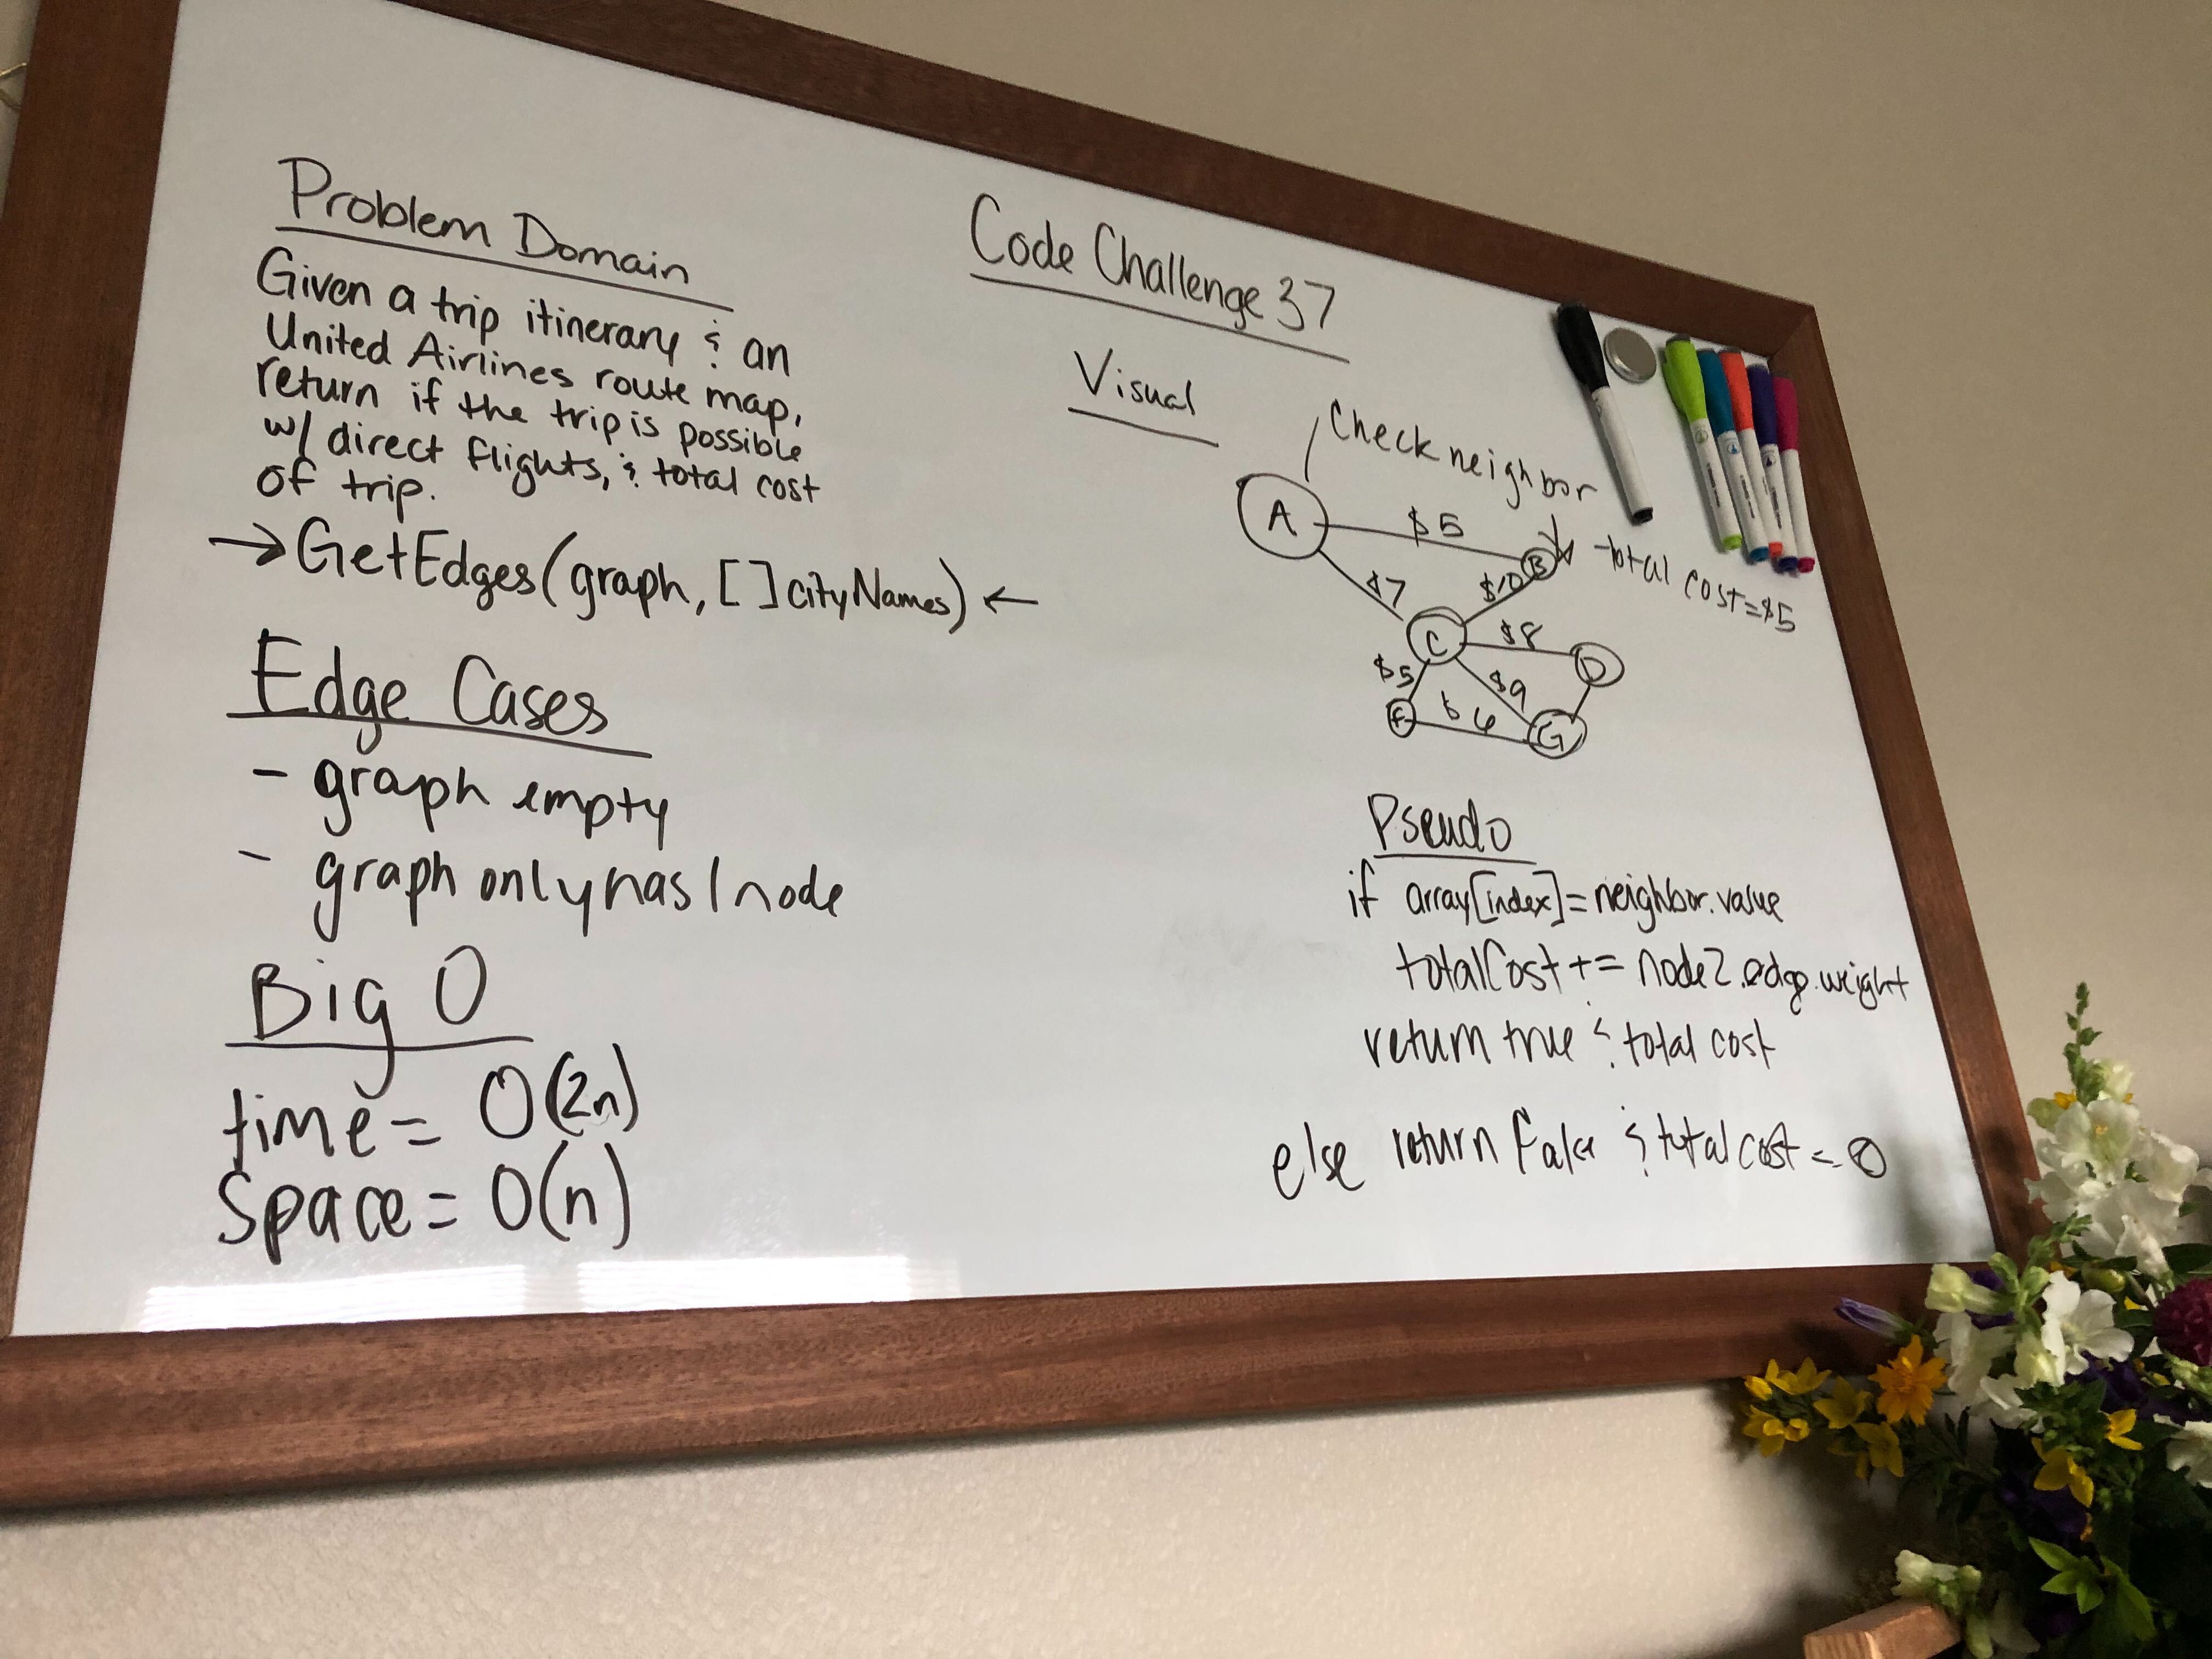 Problem Domain
Given a trip itinerary & an
United Airlines route map,
return if the trip is possible
w/ direct flights, & total cost
of trip.
→ GetEdges(graph, [] cityNames) ←
Edge Cases
- graph empty
- graph only has 1 node
Big O
time = O(2n)
Space = O(n)
Code Challenge 37
Visual
Check neighbor
A
$5
B
total cost = $5
$7
$10
C
$8
D
$5
$9
$6
G
Pseudo
if array[index] = neighbor.value
totalCost += node2.edge.weight
return true & total cost
else return false & total cost = 0